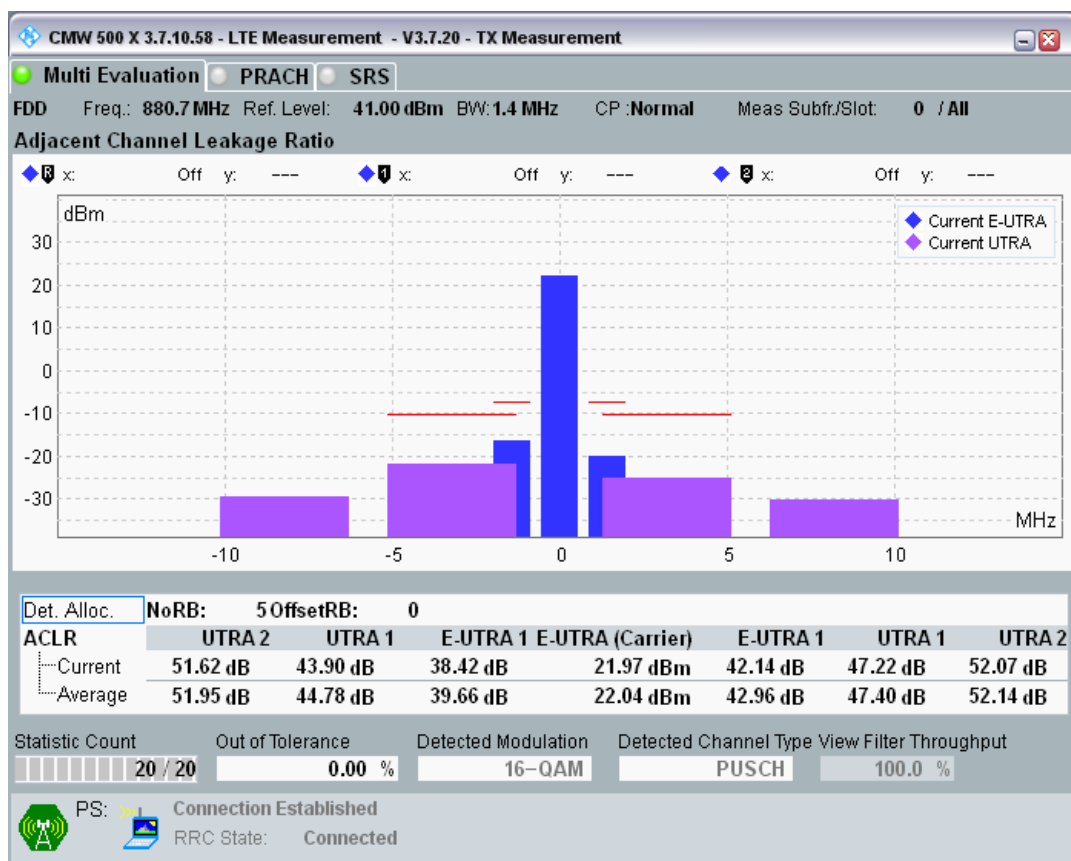 CMW 500 X 3.7.10.58 - LTE Measurement - V3.7.20 - TX Measurement
Multi Evaluation PRACH SRS
FDD Freq.: 880.7 MHz Ref. Level: 41.00 dBm BW: 1.4 MHz CP :Normal Meas Subfr./Slot: 0 / All
Adjacent Channel Leakage Ratio
R x: Off y: --- 1 x: Off y: --- 2 x: Off y: ---
dBm
Current E-UTRA
Current UTRA
30
20
10
0
-10
-20
-30
MHz
-10 -5 0 5 10
Det. Alloc. NoRB: 5 OffsetRB: 0
ACLR UTRA 2 UTRA 1 E-UTRA 1 E-UTRA (Carrier) E-UTRA 1 UTRA 1 UTRA 2
Current 51.62 dB 43.90 dB 38.42 dB 21.97 dBm 42.14 dB 47.22 dB 52.07 dB
Average 51.95 dB 44.78 dB 39.66 dB 22.04 dBm 42.96 dB 47.40 dB 52.14 dB
Statistic Count Out of Tolerance Detected Modulation Detected Channel Type View Filter Throughput
20 / 20 0.00 % 16-QAM PUSCH 100.0 %
PS: Connection Established
RRC State: Connected